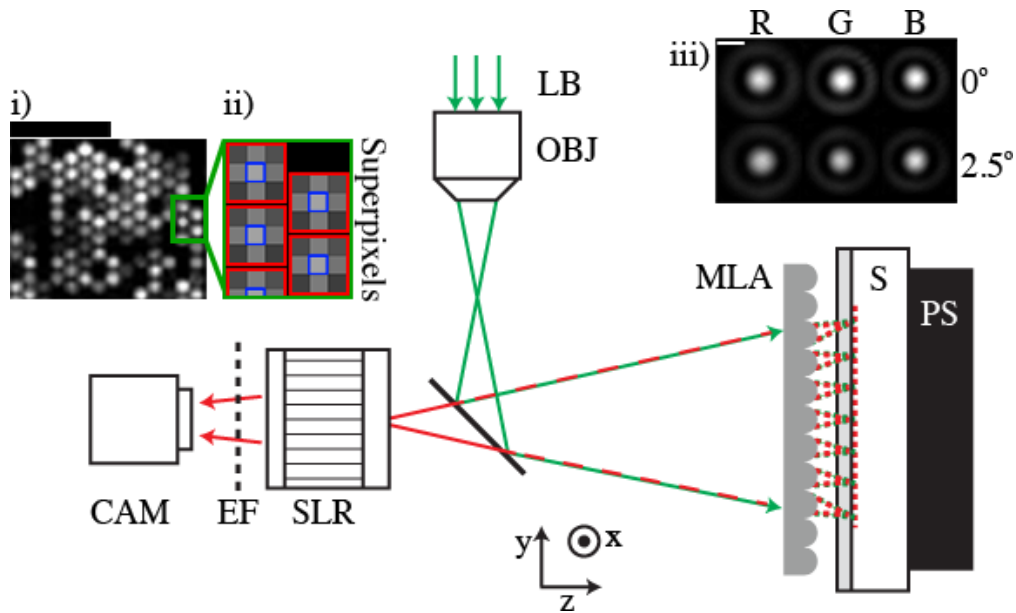 R G B
iii)
0°
2.5°
i)
ii)
Superpixels
LB
OBJ
MLA
S
PS
CAM
EF
SLR
y
x
z